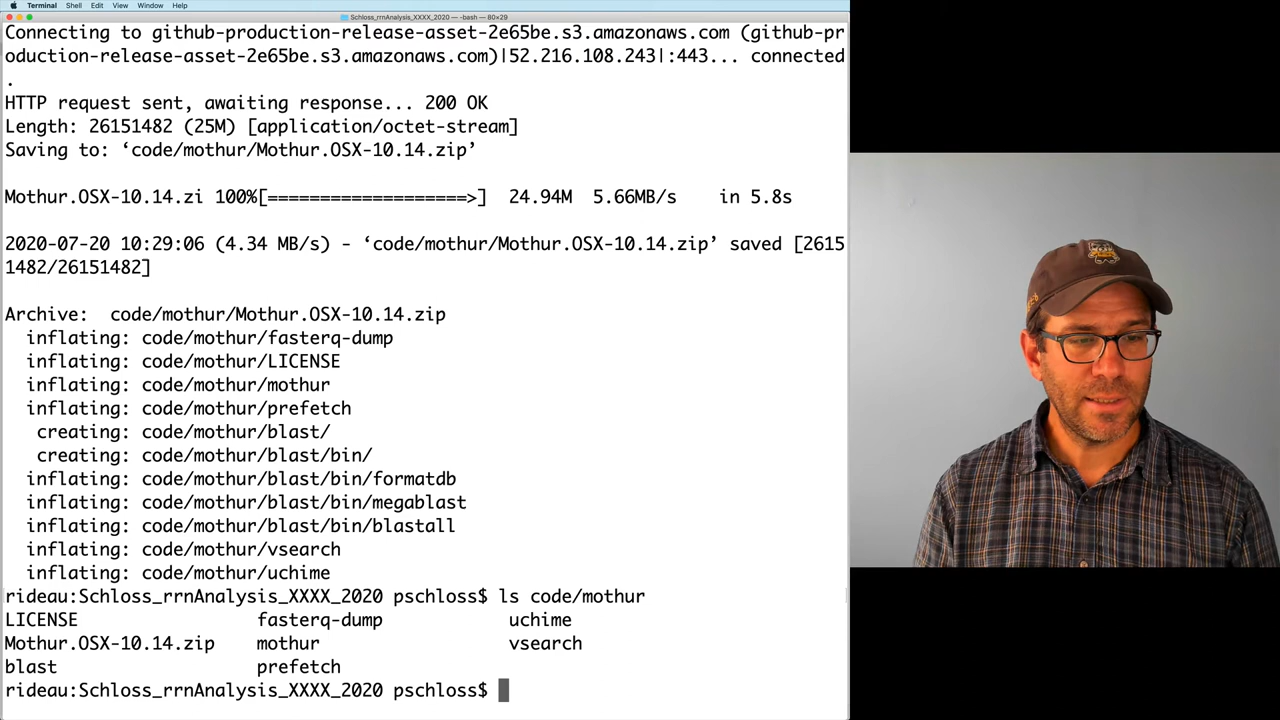 Terminal Shell Edit View Window Help
Schloss_rrnAnalysis_XXXX_2020 — -bash — 80×29
Connecting to github-production-release-asset-2e65be.s3.amazonaws.com (github-pr
oduction-release-asset-2e65be.s3.amazonaws.com)|52.216.108.243|:443... connected
.
HTTP request sent, awaiting response... 200 OK
Length: 26151482 (25M) [application/octet-stream]
Saving to: ‘code/mothur/Mothur.OSX-10.14.zip’
Mothur.OSX-10.14.zi 100%[===================>] 24.94M 5.66MB/s in 5.8s
2020-07-20 10:29:06 (4.34 MB/s) - ‘code/mothur/Mothur.OSX-10.14.zip’ saved [2615
1482/26151482]
Archive: code/mothur/Mothur.OSX-10.14.zip
inflating: code/mothur/fasterq-dump
inflating: code/mothur/LICENSE
inflating: code/mothur/mothur
inflating: code/mothur/prefetch
creating: code/mothur/blast/
creating: code/mothur/blast/bin/
inflating: code/mothur/blast/bin/formatdb
inflating: code/mothur/blast/bin/megablast
inflating: code/mothur/blast/bin/blastall
inflating: code/mothur/vsearch
inflating: code/mothur/uchime
rideau:Schloss_rrnAnalysis_XXXX_2020 pschloss$ ls code/mothur
LICENSE fasterq-dump uchime
Mothur.OSX-10.14.zip mothur vsearch
blast prefetch
rideau:Schloss_rrnAnalysis_XXXX_2020 pschloss$